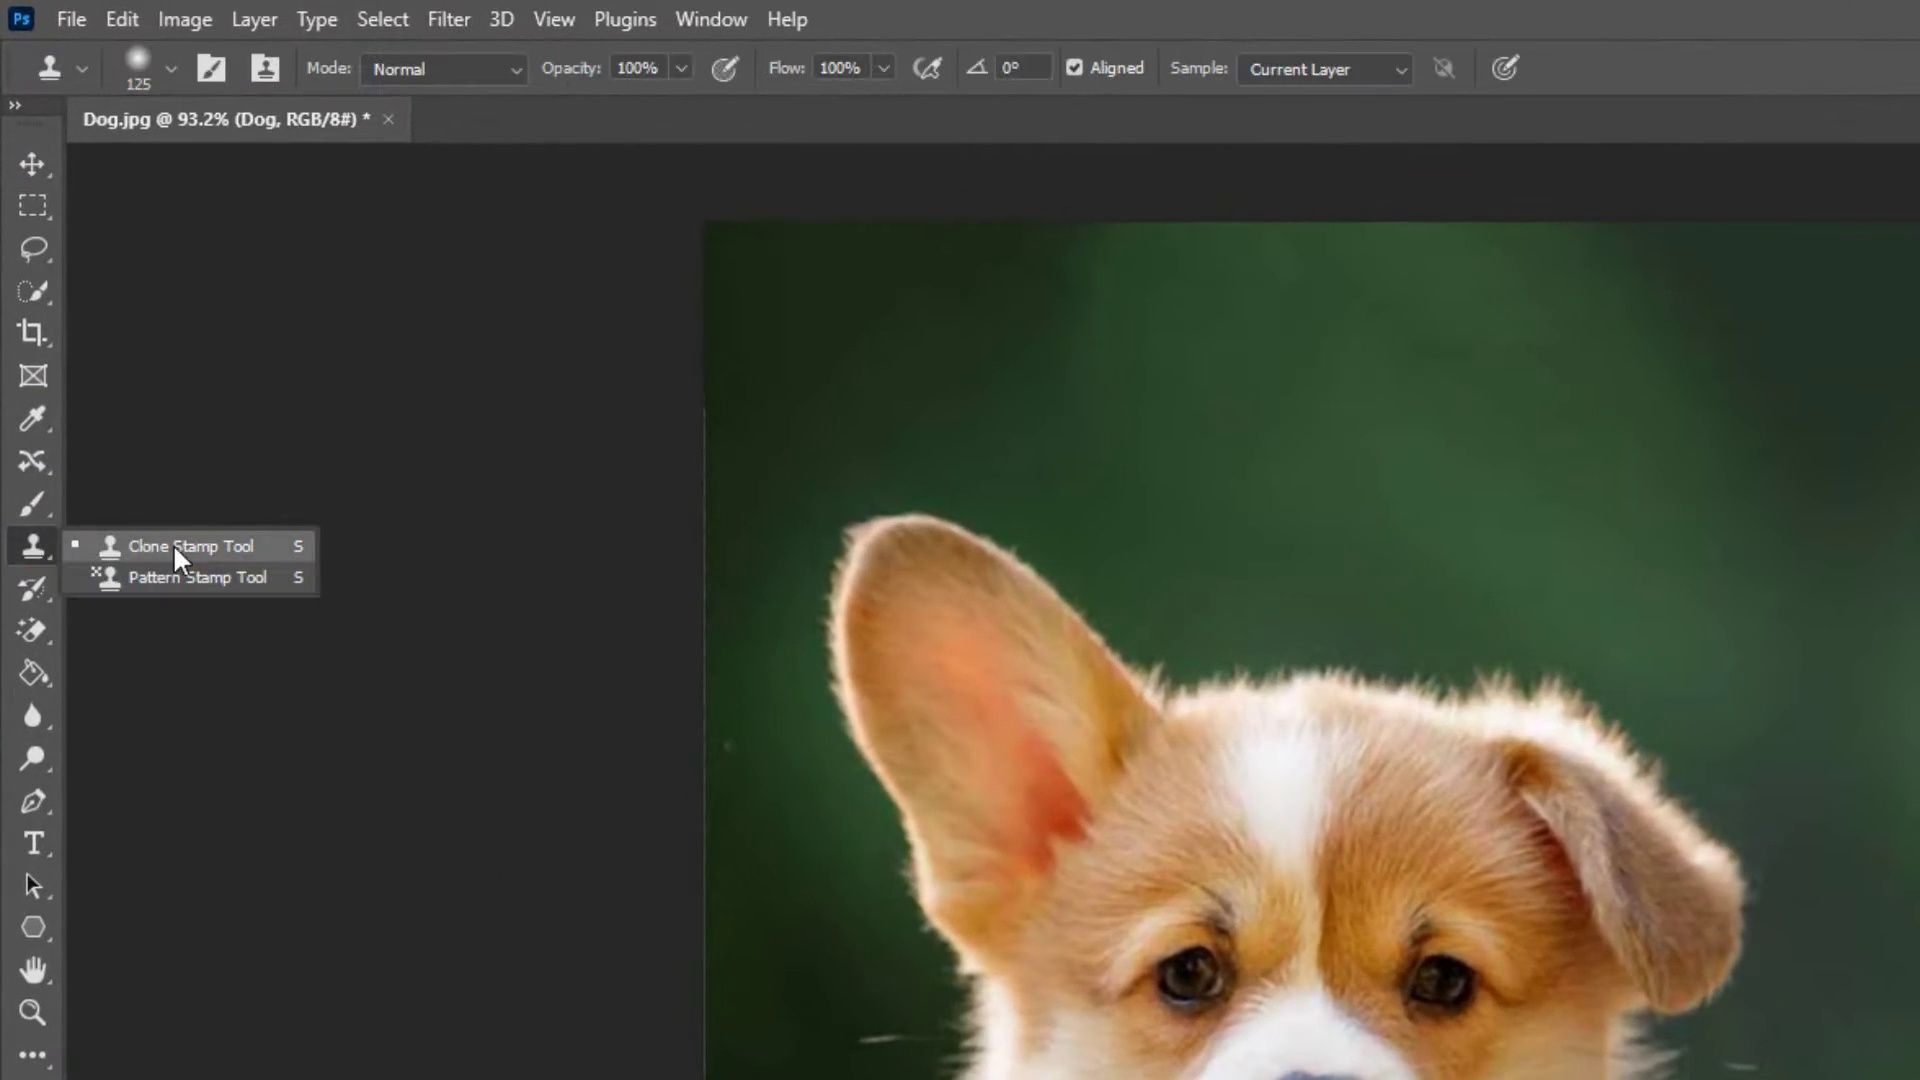 Ps File Edit Image Layer Type Select Filter 3D View Plugins Window Help
125 Mode: Normal Opacity: 100% Flow: 100% 0° Aligned Sample: Current Layer
Dog.jpg @ 93.2% (Dog, RGB/8#) * ×
Clone Stamp Tool S
Pattern Stamp Tool S
T